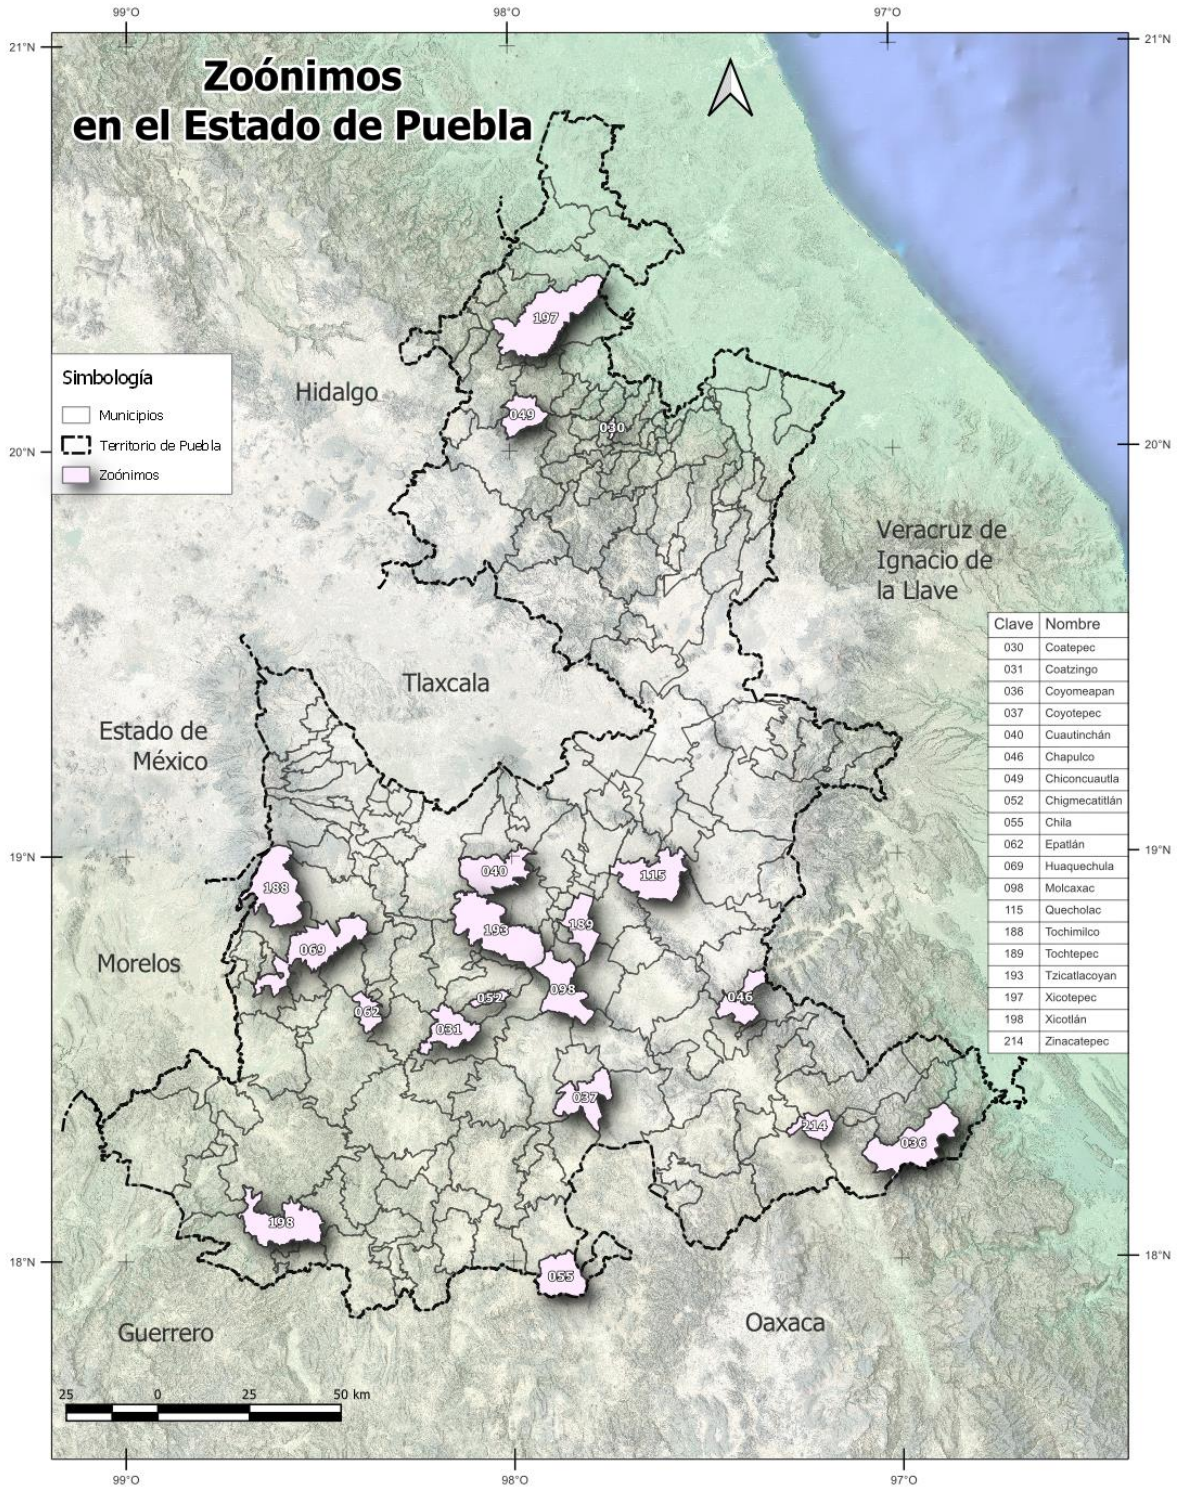 99°O 98°O 97°O
21°N 21°N
Zoónimos
en el Estado de Puebla
197
Simbología
Municipios
Territorio de Puebla
Zoónimos
Hidalgo
049
030
20°N 20°N
Veracruz de
Ignacio de
la Llave
Clave Nombre
030 Coatepec
031 Coatzingo
036 Coyomeapan
037 Coyotepec
040 Cuautinchán
046 Chapulco
049 Chiconcuautla
052 Chigmecatitlán
055 Chila
062 Epatlán
069 Huaquechula
098 Molcaxac
115 Quecholac
188 Tochimilco
189 Tochtepec
193 Tzicatlacoyan
197 Xicotepec
198 Xicotlán
214 Zinacatepec
Tlaxcala
Estado de
México
19°N 19°N
040
115
188
189
193
069
Morelos
098
052
046
062
031
037
214
036
198
18°N 18°N
055
Guerrero
Oaxaca
25 0 25 50 km
99°O 98°O 97°O